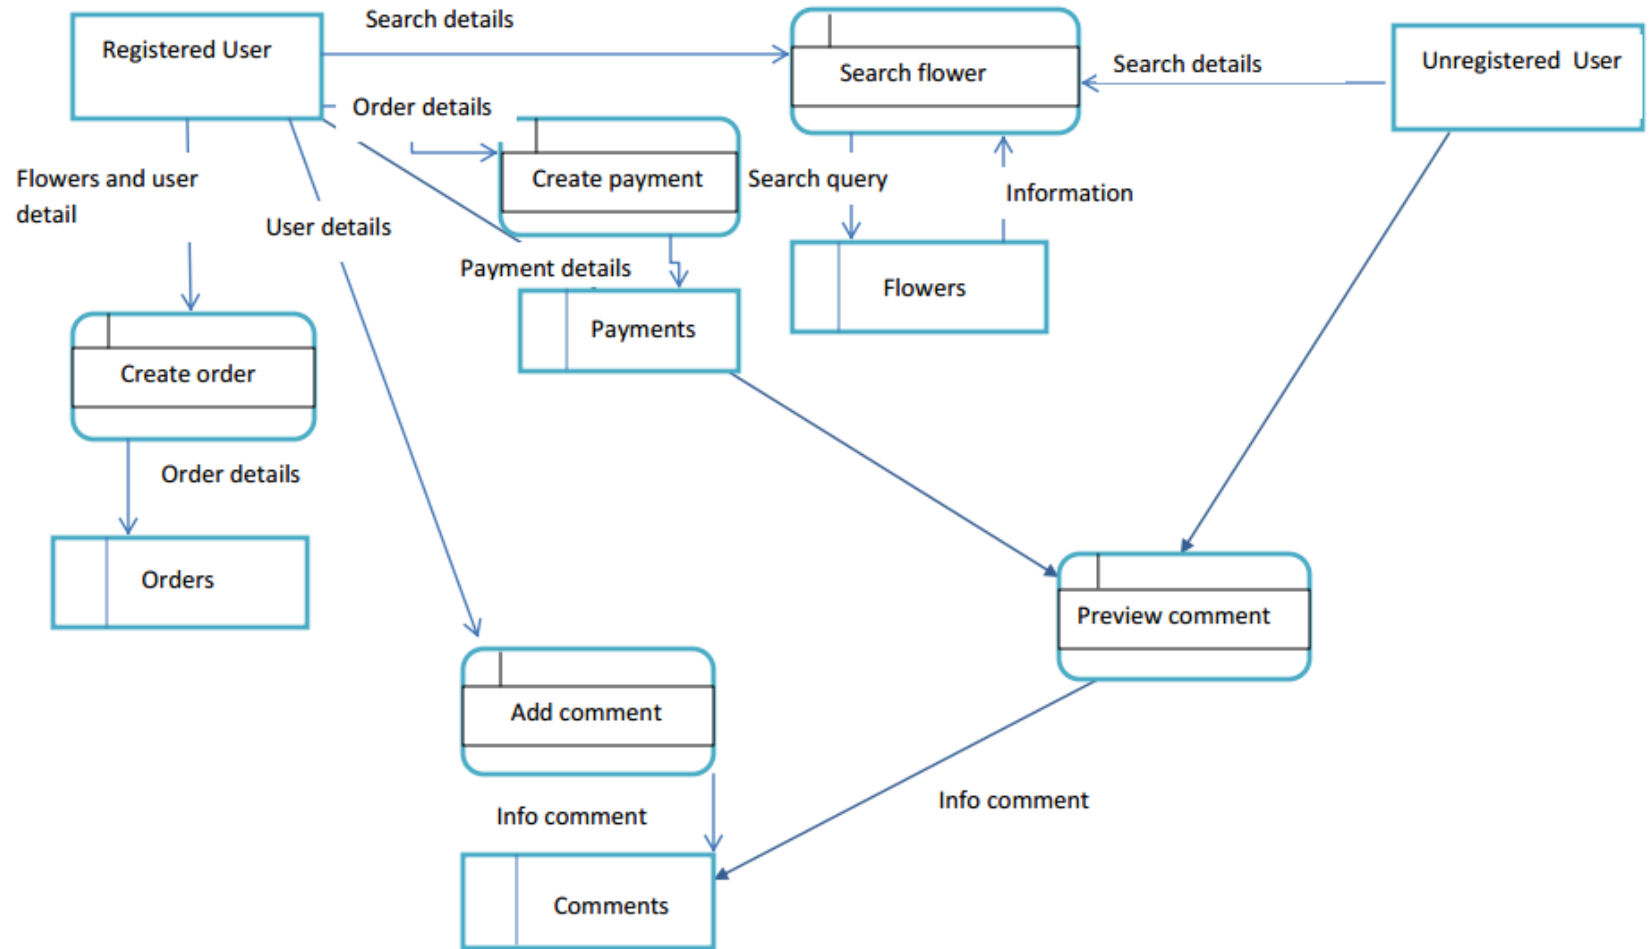 Search details
Registered User
Search flower
Search details
Unregistered  User
Order details
Flowers and user
detail
Create payment
Search query
Information
User details
Payment details
Flowers
Payments
Create order
Order details
Orders
Preview comment
Add comment
Info comment
Info comment
Comments